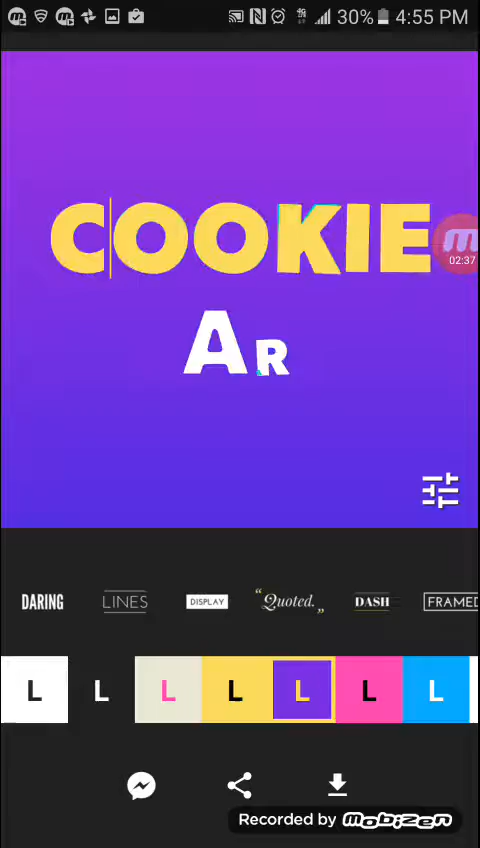 30% 4:55 PM
COOKIE
02:37
AR
DARING LINES DISPLAY “Quoted.„ DASH FRAMED
L L L L L L L
Recorded by Mobizen